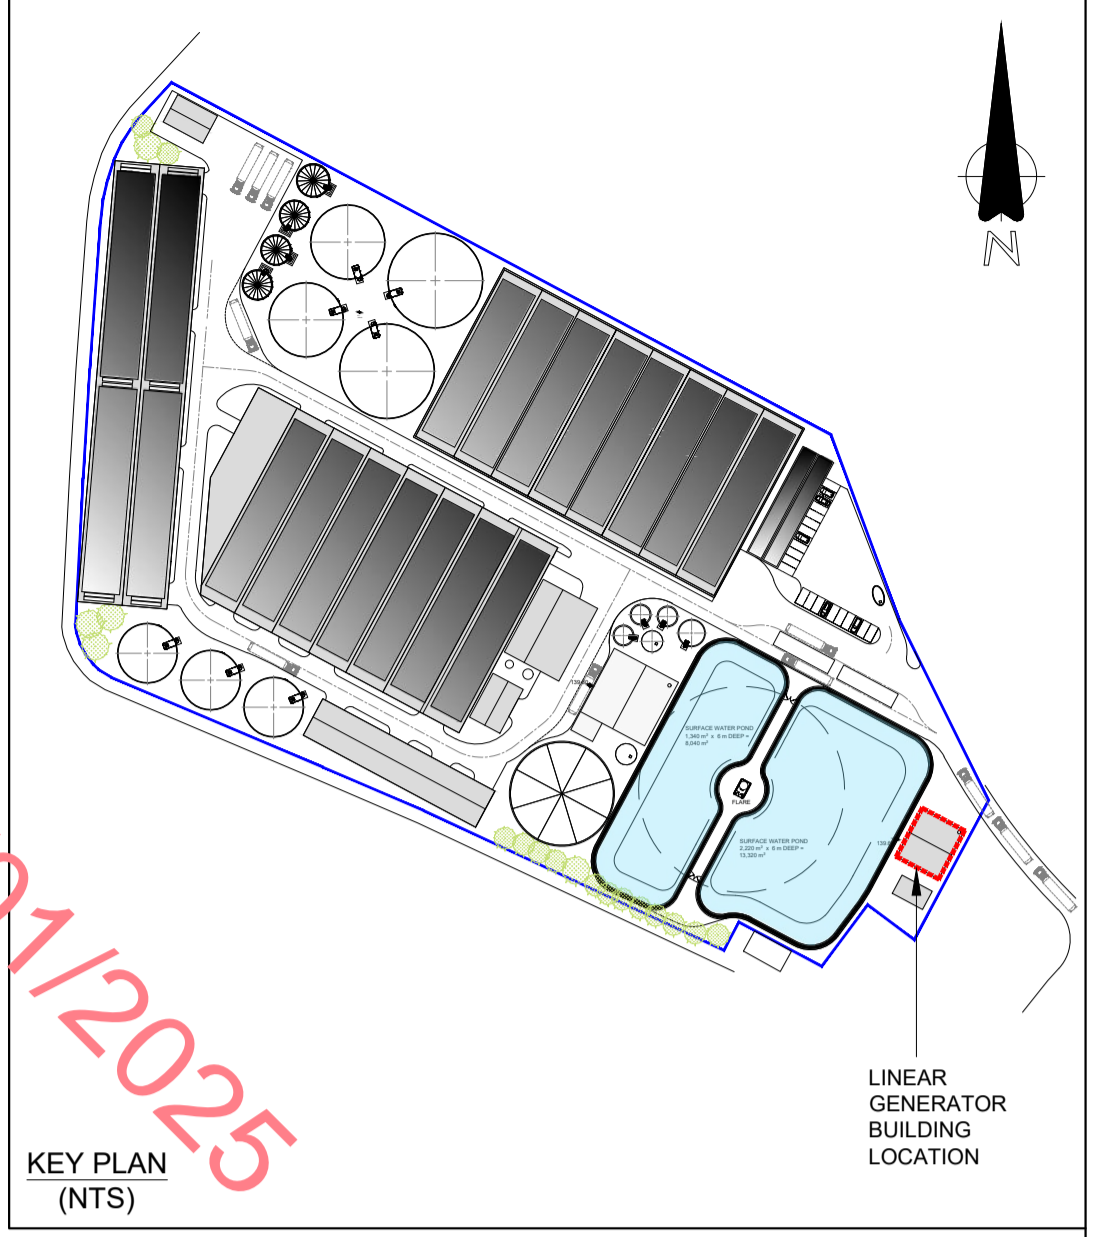 N
SURFACE WATER POND
1,340 m² x 6 m DEEP =
8,040 m³
FLARE
SURFACE WATER POND
2,220 m² x 6 m DEEP =
13,320 m³
LINEAR
GENERATOR
BUILDING
LOCATION
01/2025
KEY PLAN
(NTS)